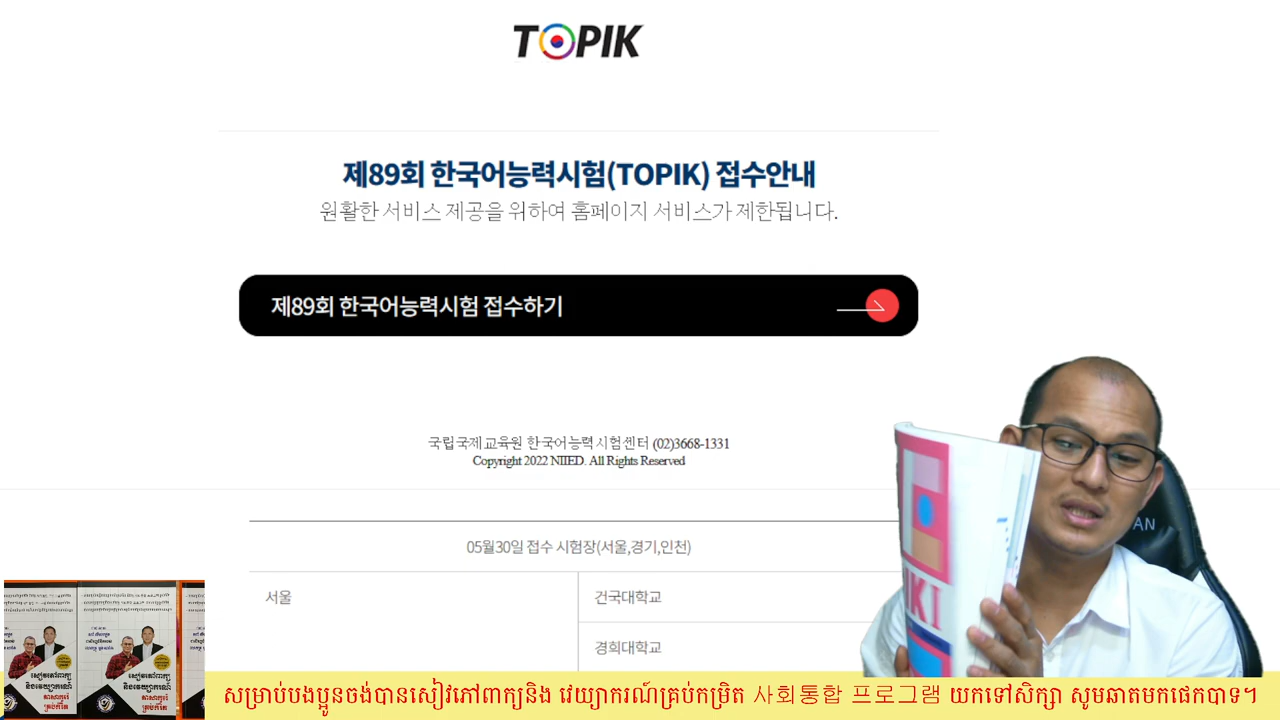 TOPIK
제89회 한국어능력시험(TOPIK) 접수안내
원활한 서비스 제공을 위하여 홈페이지 서비스가 제한됩니다.
제89회 한국어능력시험 접수하기
국립국제교육원 한국어능력시험센터 (02)3668-1331
Copyright 2022 NIIED. All Rights Reserved
05월30일 접수 시험장(서울,경기,인천)
서울
건국대학교
경희대학교
AN
សម្រាប់បងប្អូនចង់បានសៀវភៅពាក្យនិង វេយ្យាករណ៍គ្រប់កម្រិត 사회통합 프로그램 យកទៅសិក្សា សូមឆាតមកផេកបាទ។